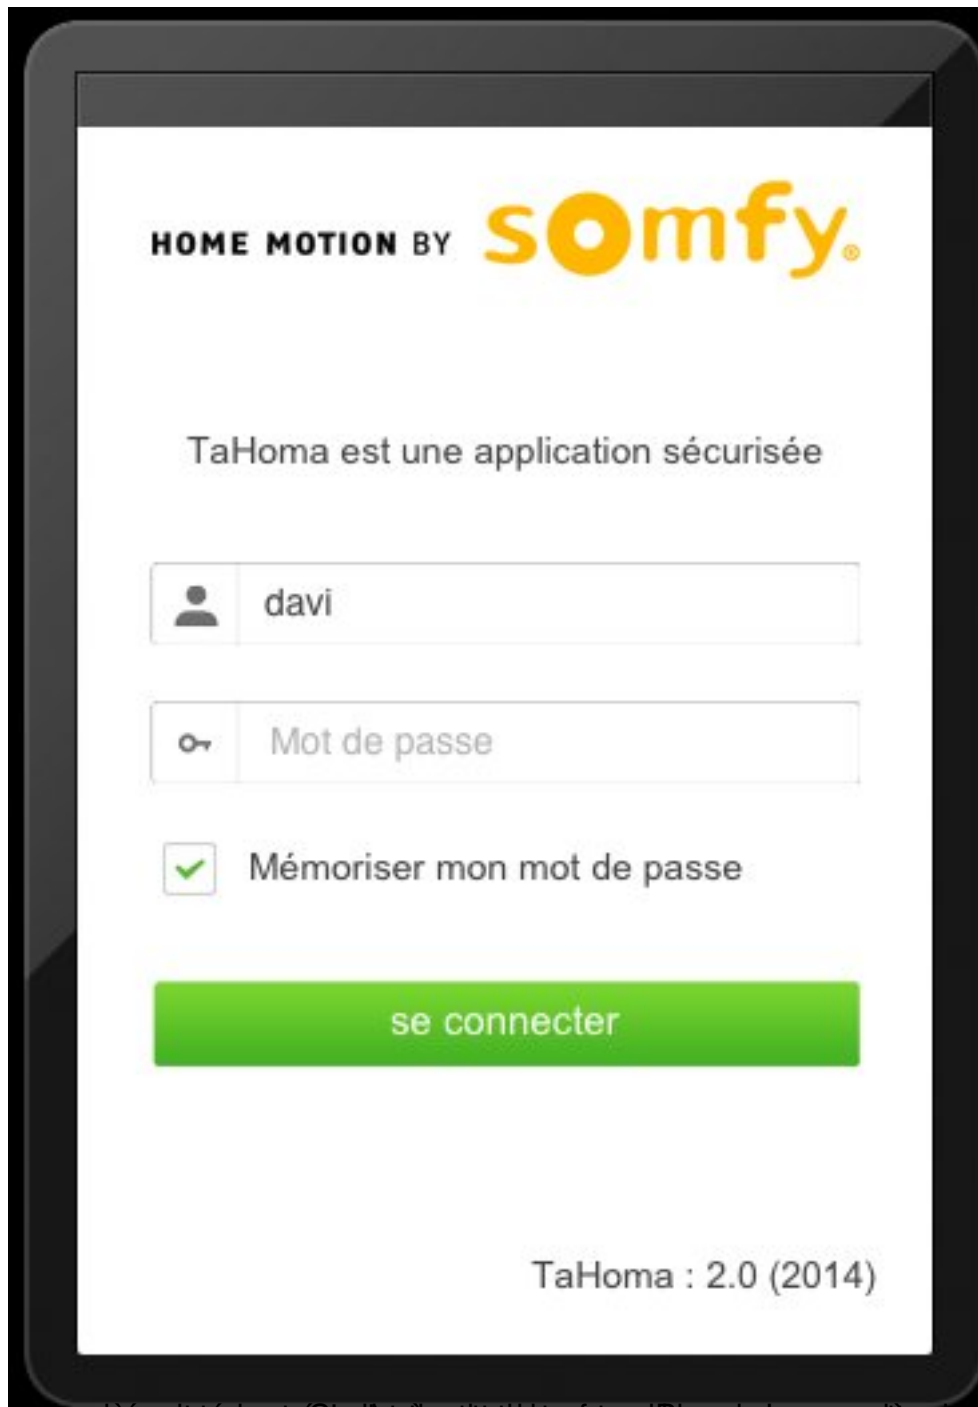 HOME MOTION BY somfy®
TaHoma est une application sécurisée
davi
Mot de passe
Mémoriser mon mot de passe
se connecter
TaHoma : 2.0 (2014)